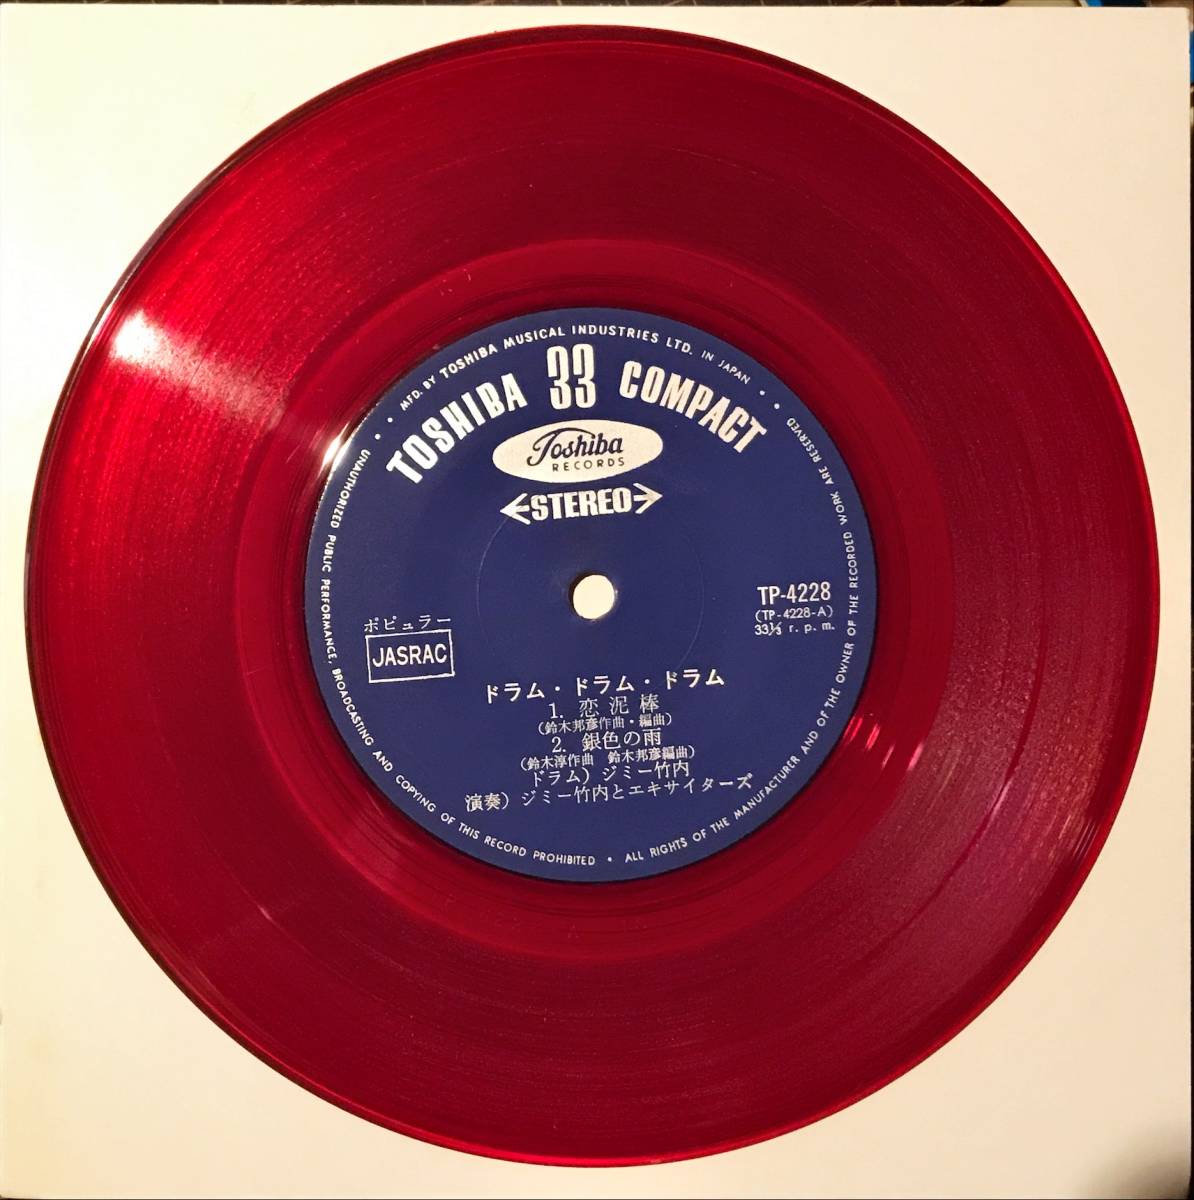 MFD. BY TOSHIBA MUSICAL INDUSTRIES LTD. IN JAPAN
TOSHIBA 33 COMPACT
Toshiba
RECORDS
STEREO
TP-4228
(TP-4228-A)
33⅓ r. p. m.
ポピュラー
JASRAC
ドラム・ドラム・ドラム
1. 恋泥棒
(鈴木邦彦作曲・編曲)
2. 銀色の雨
(鈴木淳作曲 鈴木邦彦編曲)
ドラム) ジミー竹内
演奏) ジミー竹内とエキサイターズ
UNAUTHORIZED PUBLIC PERFORMANCE, BROADCASTING AND COPYING OF THIS RECORD PROHIBITED • ALL RIGHTS OF THE MANUFACTURER AND OF THE OWNER OF THE RECORDED WORK ARE RESERVED